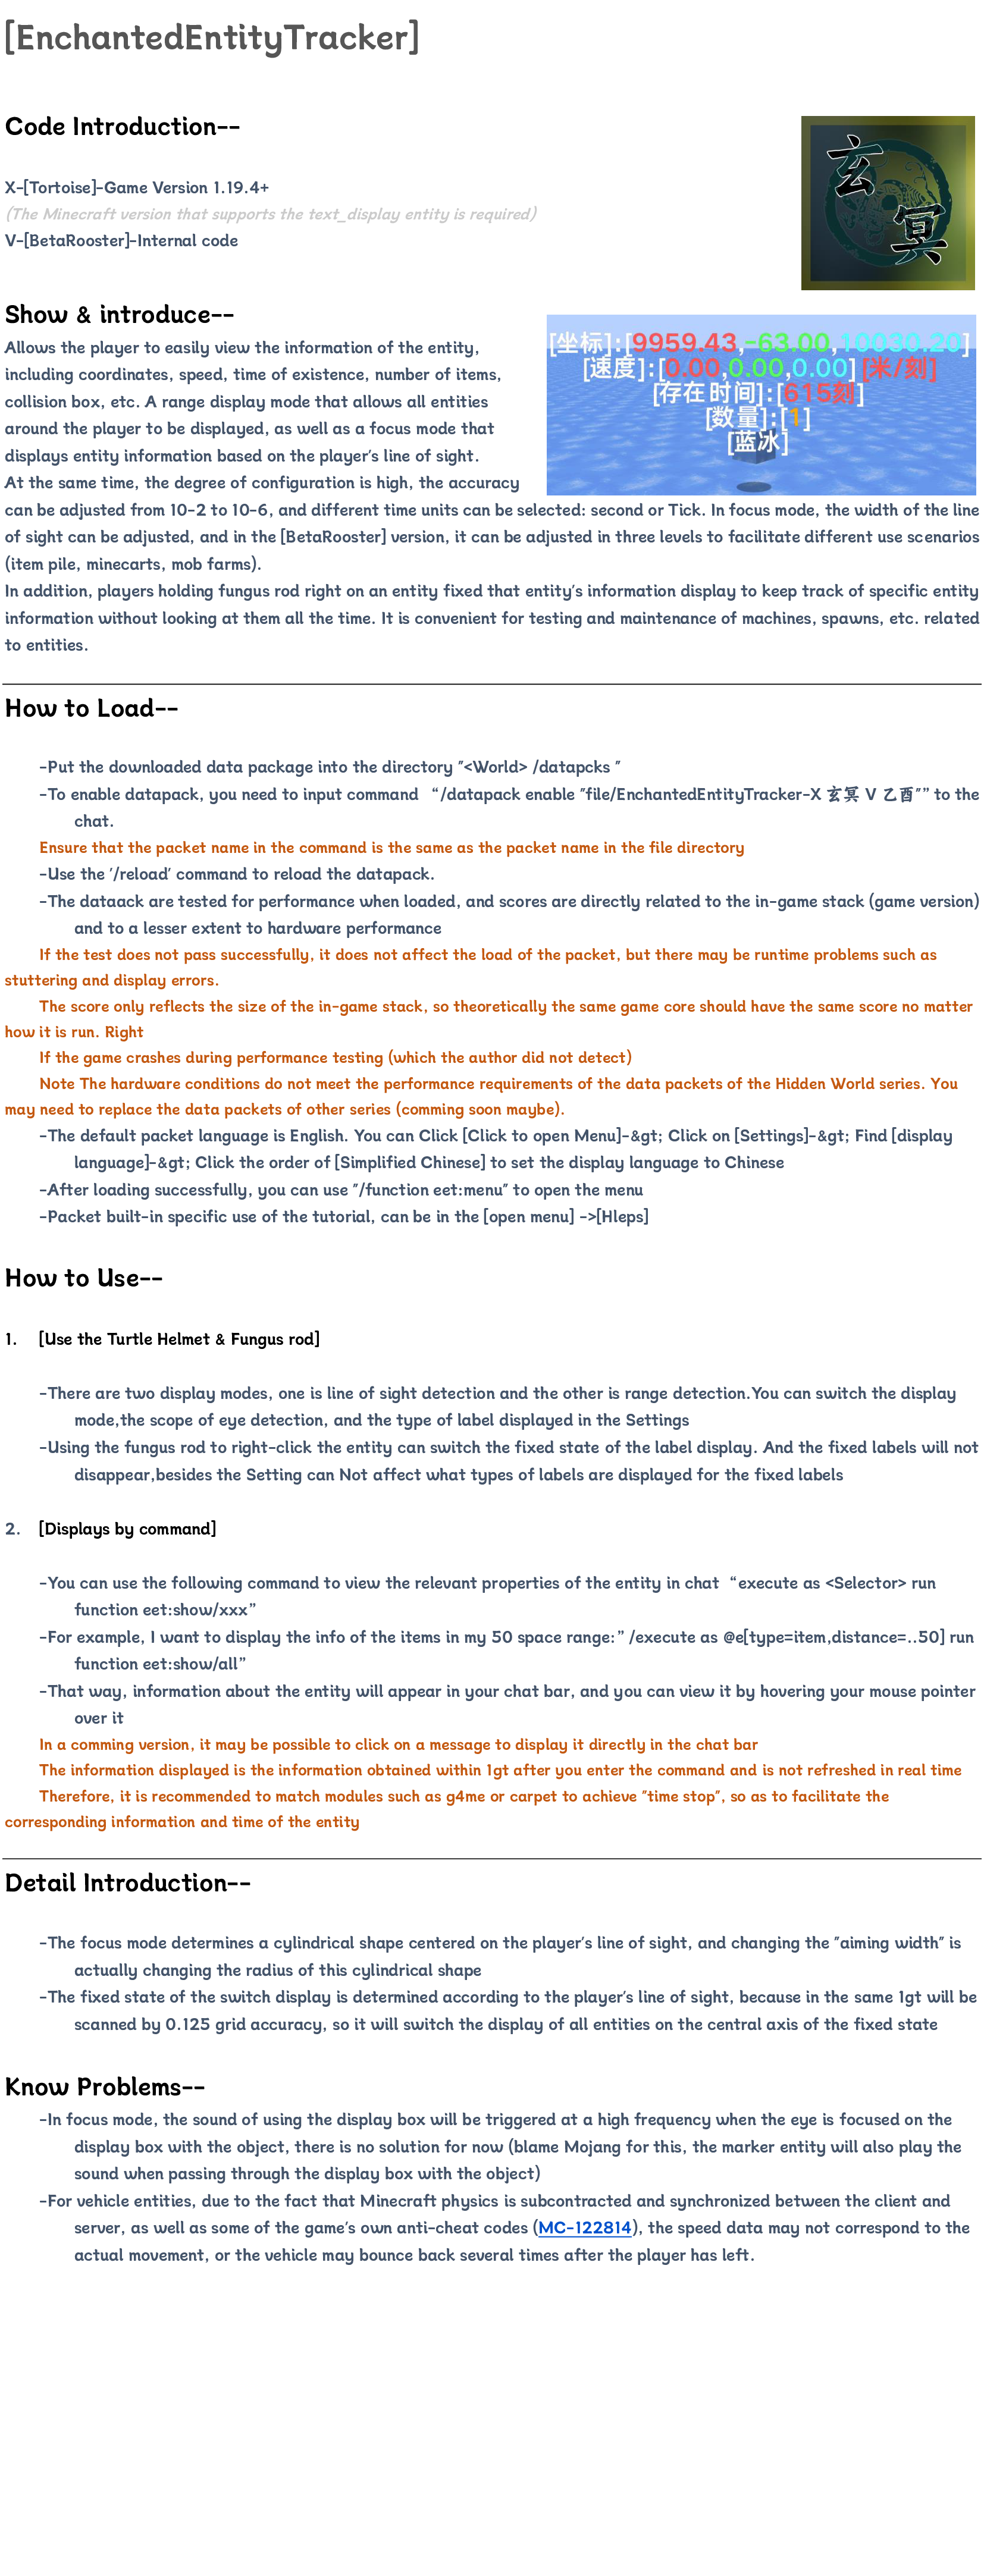 [EnchantedEntityTracker]
Code Introduction--
玄
冥
X-[Tortoise]-Game Version 1.19.4+
(The Minecraft version that supports the text_display entity is required)
V-[BetaRooster]-Internal code
Show & introduce--
[坐标]:[9959.43,-63.00,10030.20]
[速度]:[0.00,0.00,0.00] [米/刻]
[存在时间]:[615刻]
[数量]:[1]
[蓝冰]
Allows the player to easily view the information of the entity,
including coordinates, speed, time of existence, number of items,
collision box, etc. A range display mode that allows all entities
around the player to be displayed, as well as a focus mode that
displays entity information based on the player's line of sight.
At the same time, the degree of configuration is high, the accuracy
can be adjusted from 10-2 to 10-6, and different time units can be selected: second or Tick. In focus mode, the width of the line
of sight can be adjusted, and in the [BetaRooster] version, it can be adjusted in three levels to facilitate different use scenarios
(item pile, minecarts, mob farms).
In addition, players holding fungus rod right on an entity fixed that entity's information display to keep track of specific entity
information without looking at them all the time. It is convenient for testing and maintenance of machines, spawns, etc. related
to entities.
How to Load--
-Put the downloaded data package into the directory "<World> /datapcks "
-To enable datapack, you need to input command “/datapack enable "file/EnchantedEntityTracker-X 玄冥 V 乙酉"” to the
chat.
Ensure that the packet name in the command is the same as the packet name in the file directory
-Use the '/reload' command to reload the datapack.
-The dataack are tested for performance when loaded, and scores are directly related to the in-game stack (game version)
and to a lesser extent to hardware performance
If the test does not pass successfully, it does not affect the load of the packet, but there may be runtime problems such as
stuttering and display errors.
The score only reflects the size of the in-game stack, so theoretically the same game core should have the same score no matter
how it is run. Right
If the game crashes during performance testing (which the author did not detect)
Note The hardware conditions do not meet the performance requirements of the data packets of the Hidden World series. You
may need to replace the data packets of other series (comming soon maybe).
-The default packet language is English. You can Click [Click to open Menu]-&gt; Click on [Settings]-&gt; Find [display
language]-&gt; Click the order of [Simplified Chinese] to set the display language to Chinese
-After loading successfully, you can use "/function eet:menu" to open the menu
-Packet built-in specific use of the tutorial, can be in the [open menu] ->[Hleps]
How to Use--
1. [Use the Turtle Helmet & Fungus rod]
-There are two display modes, one is line of sight detection and the other is range detection.You can switch the display
mode,the scope of eye detection, and the type of label displayed in the Settings
-Using the fungus rod to right-click the entity can switch the fixed state of the label display. And the fixed labels will not
disappear,besides the Setting can Not affect what types of labels are displayed for the fixed labels
2. [Displays by command]
-You can use the following command to view the relevant properties of the entity in chat “execute as <Selector> run
function eet:show/xxx”
-For example, I want to display the info of the items in my 50 space range:” /execute as @e[type=item,distance=..50] run
function eet:show/all”
-That way, information about the entity will appear in your chat bar, and you can view it by hovering your mouse pointer
over it
In a comming version, it may be possible to click on a message to display it directly in the chat bar
The information displayed is the information obtained within 1gt after you enter the command and is not refreshed in real time
Therefore, it is recommended to match modules such as g4me or carpet to achieve "time stop", so as to facilitate the
corresponding information and time of the entity
Detail Introduction--
-The focus mode determines a cylindrical shape centered on the player's line of sight, and changing the "aiming width" is
actually changing the radius of this cylindrical shape
-The fixed state of the switch display is determined according to the player's line of sight, because in the same 1gt will be
scanned by 0.125 grid accuracy, so it will switch the display of all entities on the central axis of the fixed state
Know Problems--
-In focus mode, the sound of using the display box will be triggered at a high frequency when the eye is focused on the
display box with the object, there is no solution for now (blame Mojang for this, the marker entity will also play the
sound when passing through the display box with the object)
-For vehicle entities, due to the fact that Minecraft physics is subcontracted and synchronized between the client and
server, as well as some of the game's own anti-cheat codes (MC-122814), the speed data may not correspond to the
actual movement, or the vehicle may bounce back several times after the player has left.